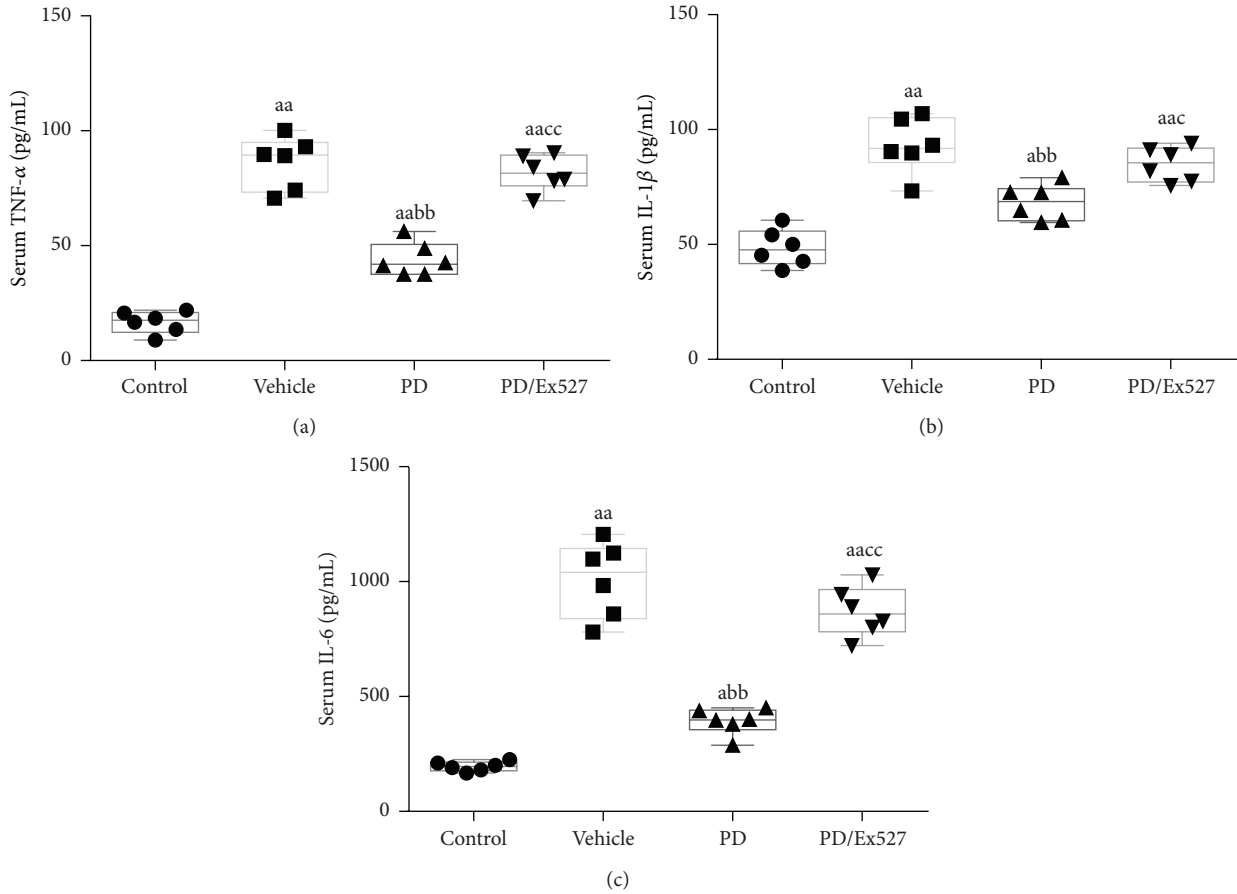 150
100
50
0
Serum TNF-α (pg/mL)
aa
aabb
aacc
Control
Vehicle
PD
PD/Ex527
(a)
150
100
50
0
Serum IL-1β (pg/mL)
aa
abb
aac
Control
Vehicle
PD
PD/Ex527
(b)
1500
1000
500
0
Serum IL-6 (pg/mL)
aa
abb
aacc
Control
Vehicle
PD
PD/Ex527
(c)